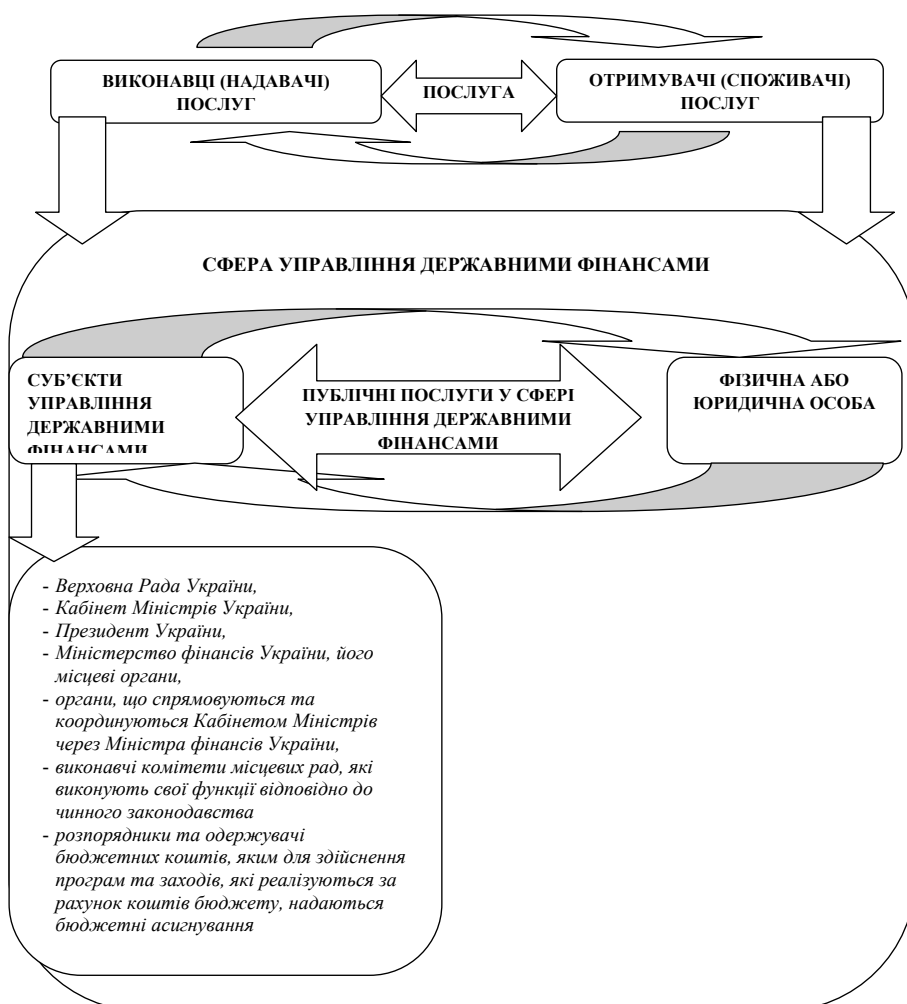 ВИКОНАВЦІ (НАДАВАЧІ)
ПОСЛУГ
ПОСЛУГА
ОТРИМУВАЧІ (СПОЖИВАЧІ)
ПОСЛУГ
СФЕРА УПРАВЛІННЯ ДЕРЖАВНИМИ ФІНАНСАМИ
СУБ’ЄКТИ
УПРАВЛІННЯ
ДЕРЖАВНИМИ
ФІНАНСАМИ
ПУБЛІЧНІ ПОСЛУГИ У СФЕРІ
УПРАВЛІННЯ ДЕРЖАВНИМИ
ФІНАНСАМИ
ФІЗИЧНА АБО
ЮРИДИЧНА ОСОБА
- Верховна Рада України,
- Кабінет Міністрів України,
- Президент України,
- Міністерство фінансів України, його
місцеві органи,
- органи, що спрямовуються та
координуються Кабінетом Міністрів
через Міністра фінансів України,
- виконавчі комітети місцевих рад, які
виконують свої функції відповідно до
чинного законодавства
- розпорядники та одержувачі
бюджетних коштів, яким для здійснення
програм та заходів, які реалізуються за
рахунок коштів бюджету, надаються
бюджетні асигнування